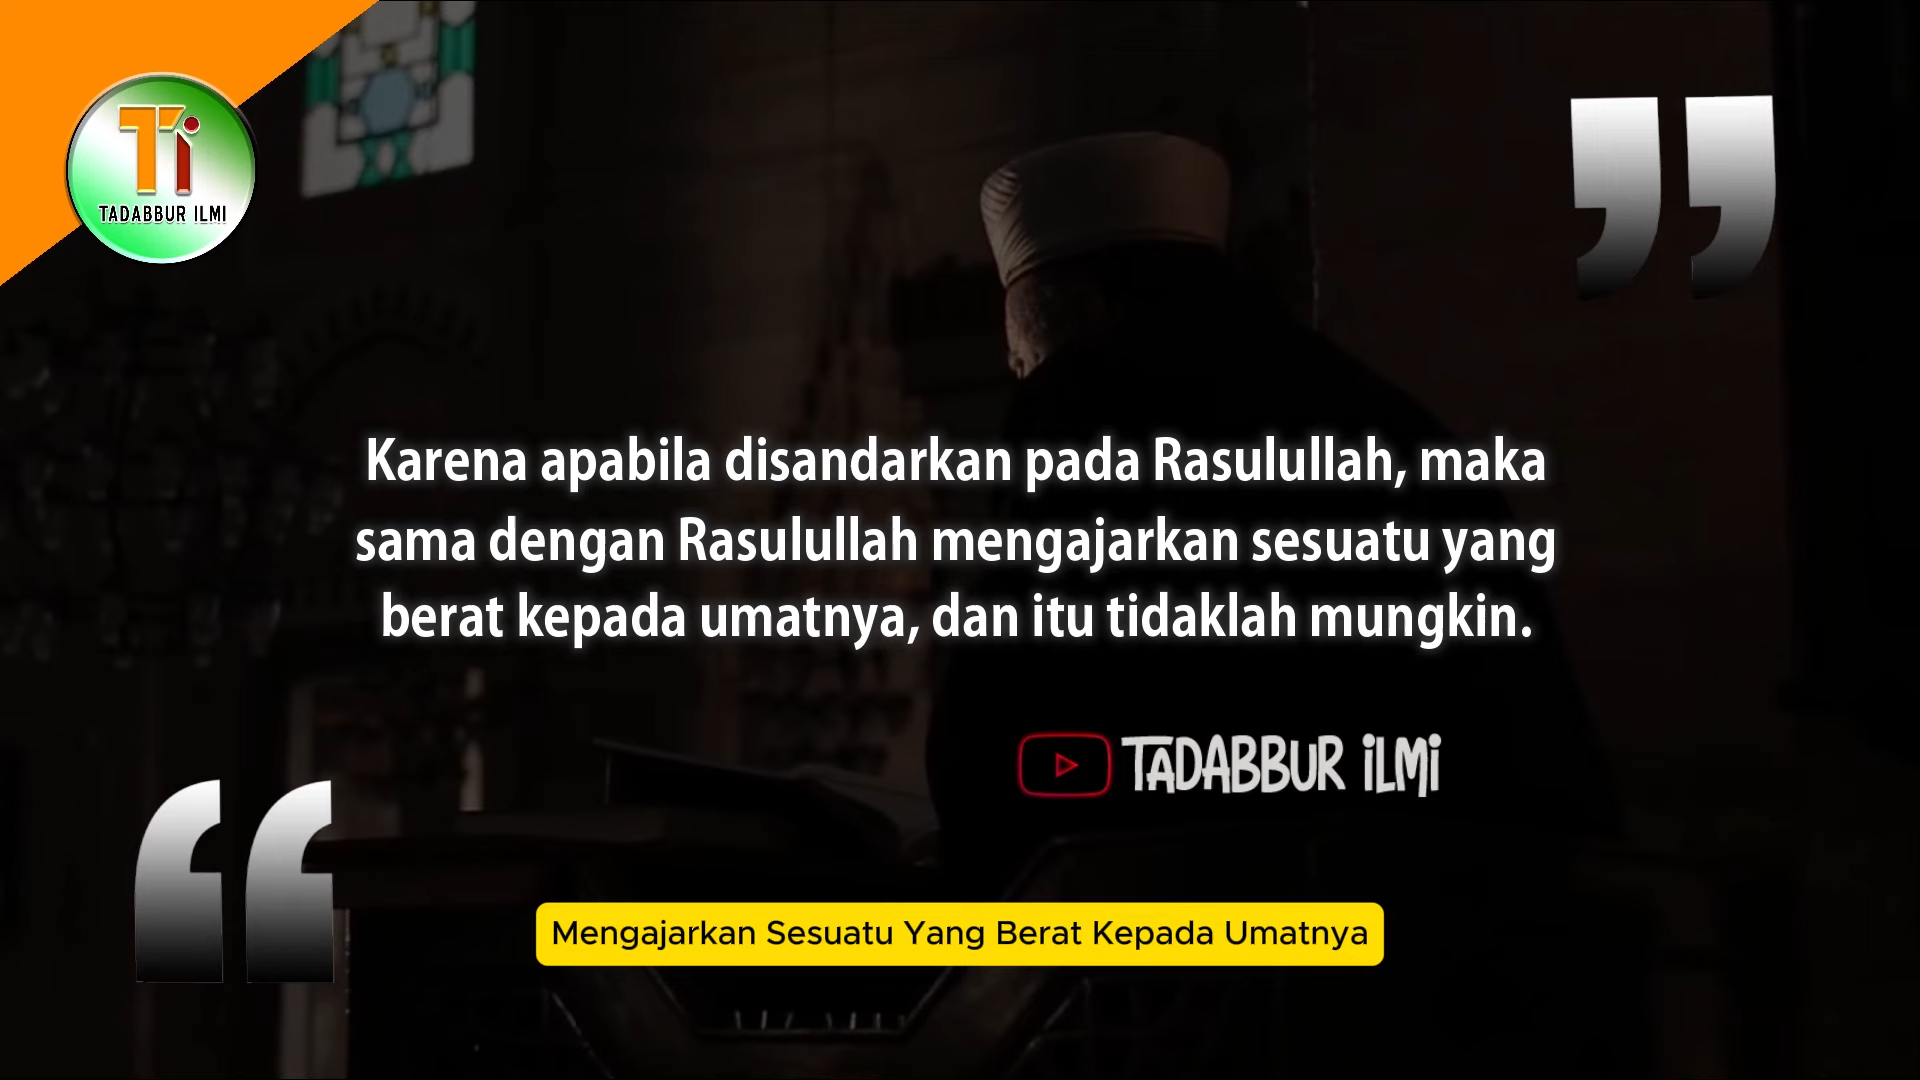 Ti
TADABBUR ILMI
Karena apabila disandarkan pada Rasulullah, maka
sama dengan Rasulullah mengajarkan sesuatu yang
berat kepada umatnya, dan itu tidaklah mungkin.
TADABBUR iLMi
Mengajarkan Sesuatu Yang Berat Kepada Umatnya